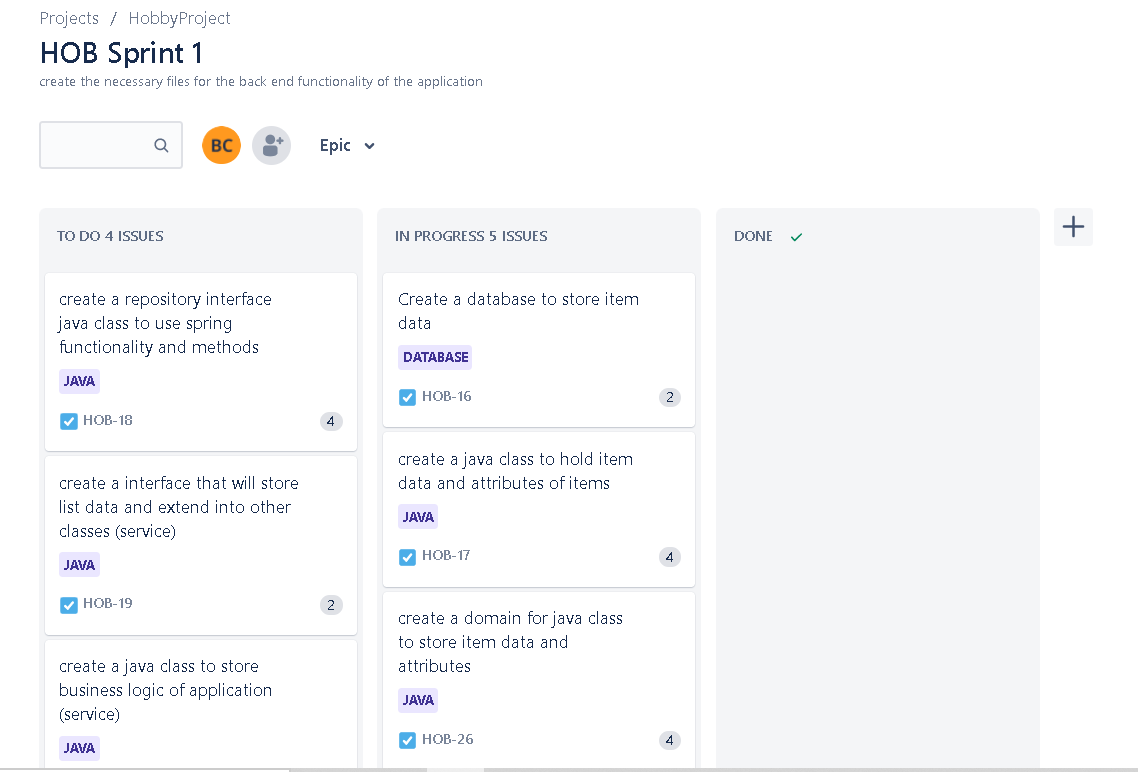 Projects / HobbyProject
HOB Sprint 1
create the necessary files for the back end functionality of the application
BC
Epic
TO DO 4 ISSUES
create a repository interface
java class to use spring
functionality and methods
JAVA
HOB-18
4
create a interface that will store
list data and extend into other
classes (service)
JAVA
HOB-19
2
create a java class to store
business logic of application
(service)
JAVA
IN PROGRESS 5 ISSUES
Create a database to store item
data
DATABASE
HOB-16
2
create a java class to hold item
data and attributes of items
JAVA
HOB-17
4
create a domain for java class
to store item data and
attributes
JAVA
HOB-26
4
DONE